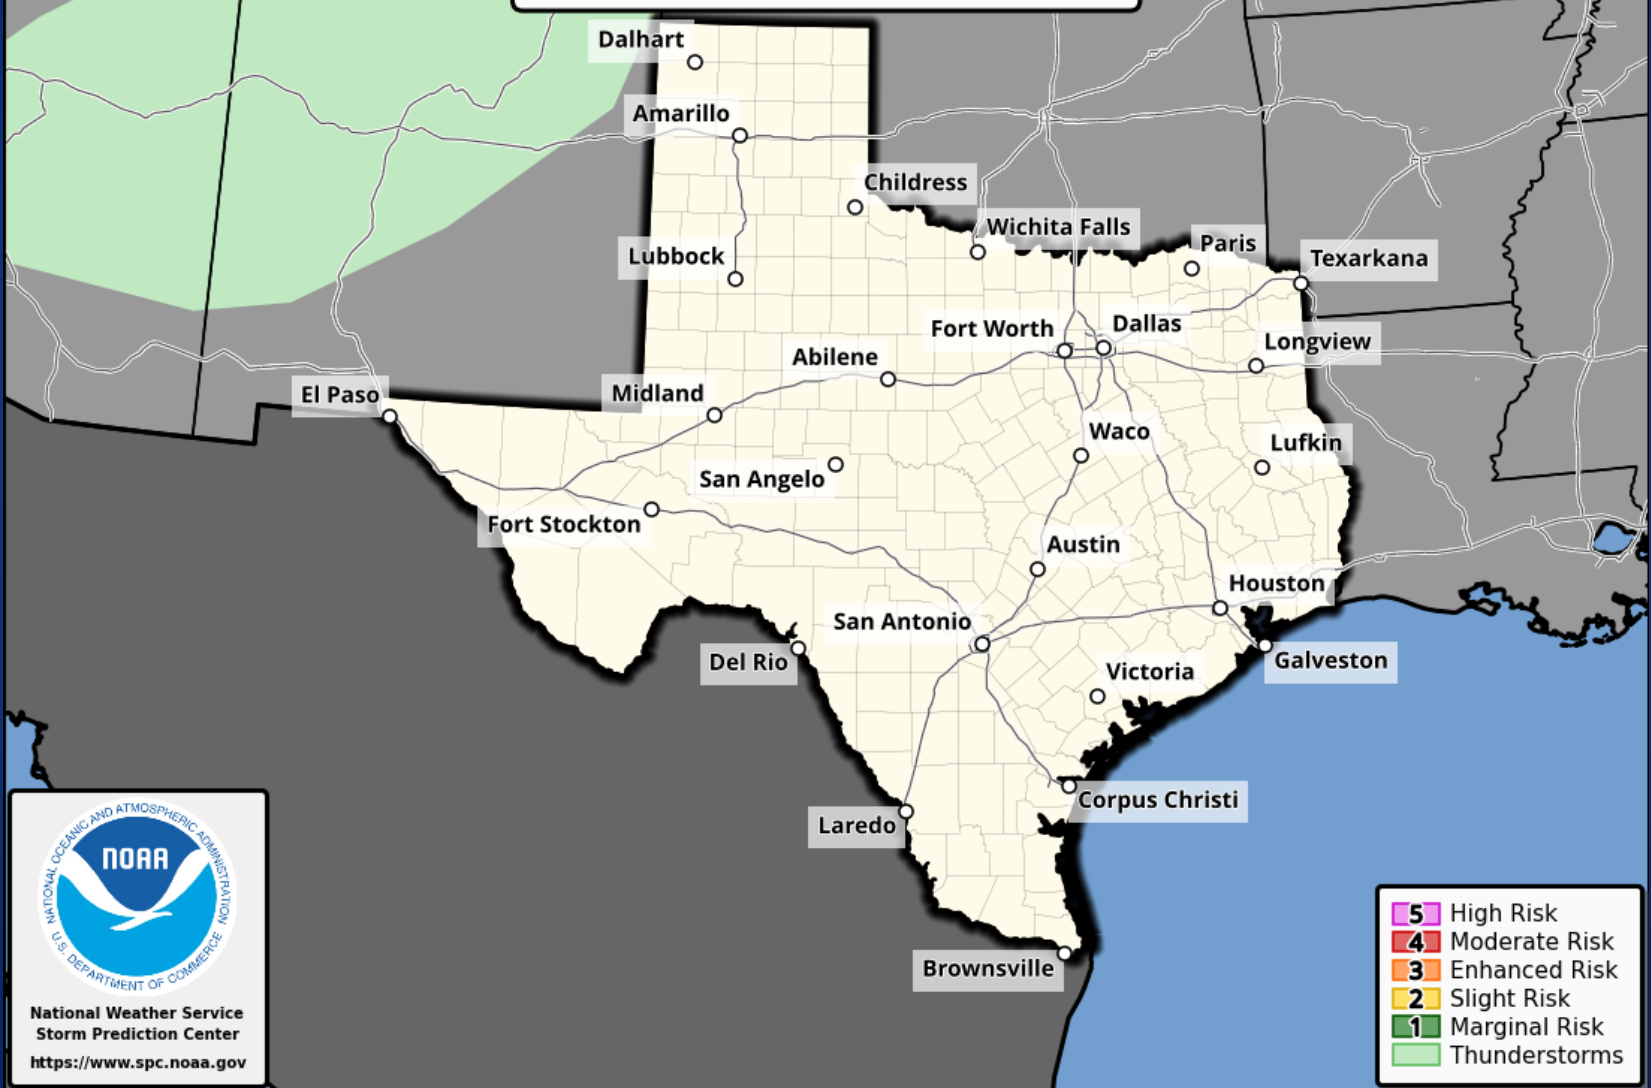 Dalhart
Amarillo
Childress
Wichita Falls
Paris
Texarkana
Lubbock
Fort Worth
Dallas
Longview
Abilene
El Paso
Midland
Waco
Lufkin
San Angelo
Fort Stockton
Austin
Houston
San Antonio
Del Rio
Galveston
Victoria
Corpus Christi
Laredo
Brownsville
NATIONAL OCEANIC AND ATMOSPHERIC ADMINISTRATION
NOAA
U.S. DEPARTMENT OF COMMERCE
National Weather Service
Storm Prediction Center
https://www.spc.noaa.gov
5 High Risk
4 Moderate Risk
3 Enhanced Risk
2 Slight Risk
1 Marginal Risk
Thunderstorms